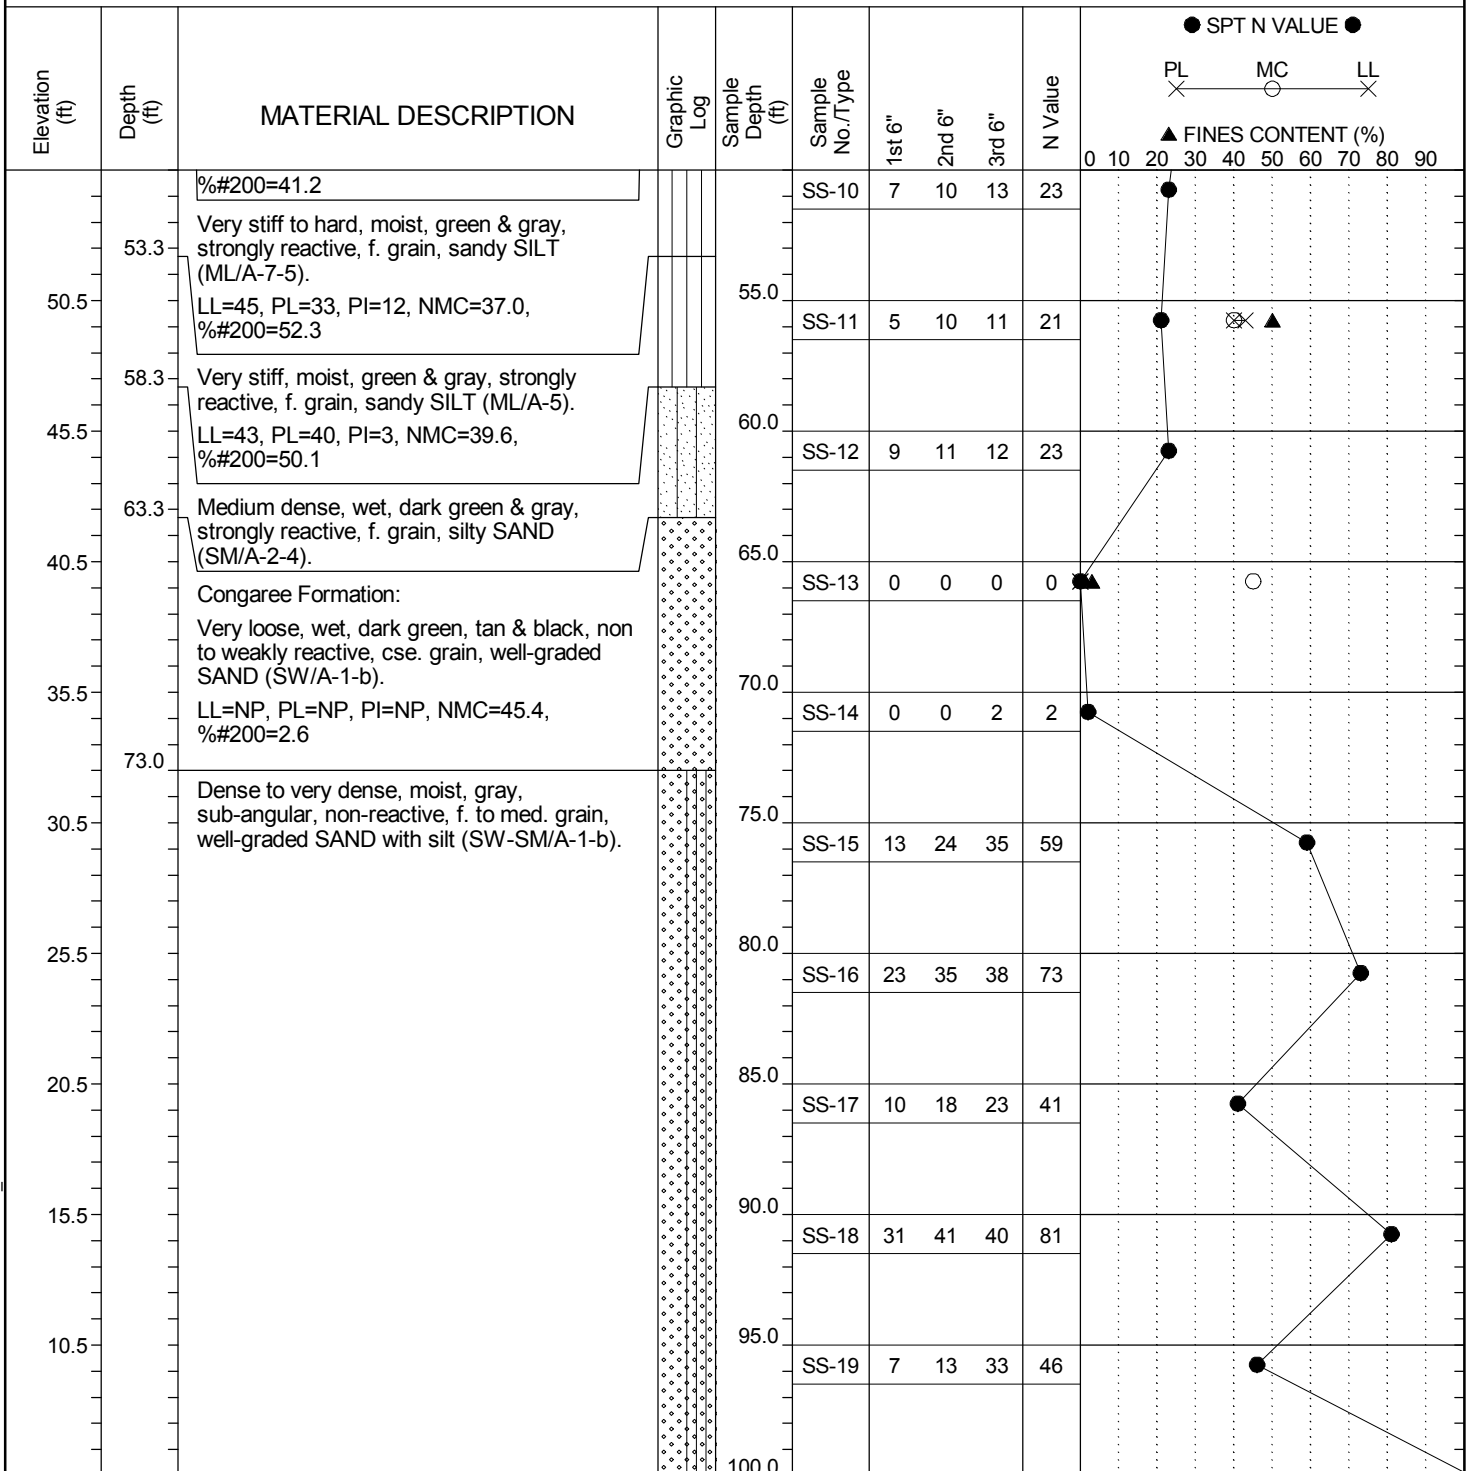 ● SPT N VALUE ●
PL MC LL
▲ FINES CONTENT (%)
0 10 20 30 40 50 60 70 80 90
Elevation
(ft)
Depth
(ft)
MATERIAL DESCRIPTION
Graphic
Log
Sample
Depth
(ft)
Sample
No./Type
1st 6"
2nd 6"
3rd 6"
N Value
%#200=41.2
SS-10 7 10 13 23
Very stiff to hard, moist, green & gray,
53.3 strongly reactive, f. grain, sandy SILT
(ML/A-7-5).
50.5 LL=45, PL=33, PI=12, NMC=37.0, 55.0
%#200=52.3
SS-11 5 10 11 21
58.3 Very stiff, moist, green & gray, strongly
reactive, f. grain, sandy SILT (ML/A-5).
45.5 LL=43, PL=40, PI=3, NMC=39.6, 60.0
%#200=50.1
SS-12 9 11 12 23
63.3 Medium dense, wet, dark green & gray,
strongly reactive, f. grain, silty SAND
40.5 (SM/A-2-4). 65.0
Congaree Formation:
SS-13 0 0 0 0
Very loose, wet, dark green, tan & black, non
to weakly reactive, cse. grain, well-graded
SAND (SW/A-1-b).
35.5 70.0
LL=NP, PL=NP, PI=NP, NMC=45.4,
%#200=2.6
SS-14 0 0 2 2
73.0
Dense to very dense, moist, gray,
sub-angular, non-reactive, f. to med. grain,
well-graded SAND with silt (SW-SM/A-1-b).
30.5 75.0
SS-15 13 24 35 59
25.5 80.0
SS-16 23 35 38 73
20.5 85.0
SS-17 10 18 23 41
15.5 90.0
SS-18 31 41 40 81
10.5 95.0
SS-19 7 13 33 46
100.0